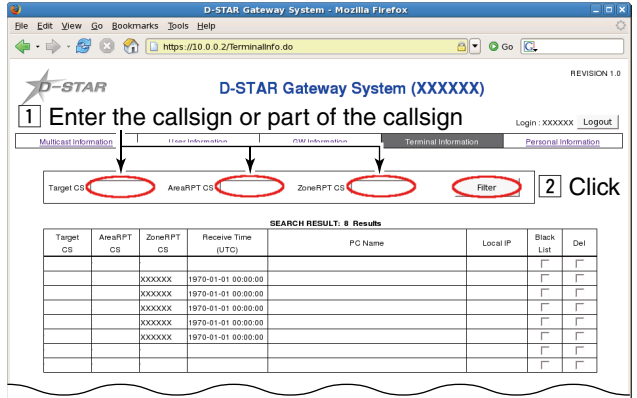 D-STAR Gateway System - Mozilla Firefox
File Edit View Go Bookmarks Tools Help
https://10.0.0.2/TerminalInfo.do Go G
REVISION 1.0
D-STAR D-STAR Gateway System (XXXXXX)
1 Enter the callsign or part of the callsign
Login : XXXXXX Logout
Multicast Information User Information GW Information Terminal Information Personal Information
Target CS AreaRPT CS ZoneRPT CS Filter 2 Click
SEARCH RESULT: 8 Results
Target CS AreaRPT CS ZoneRPT CS Receive Time (UTC) PC Name Local IP Black List Del
XXXXXX 1970-01-01 00:00:00
XXXXXX 1970-01-01 00:00:00
XXXXXX 1970-01-01 00:00:00
XXXXXX 1970-01-01 00:00:00
XXXXXX 1970-01-01 00:00:00